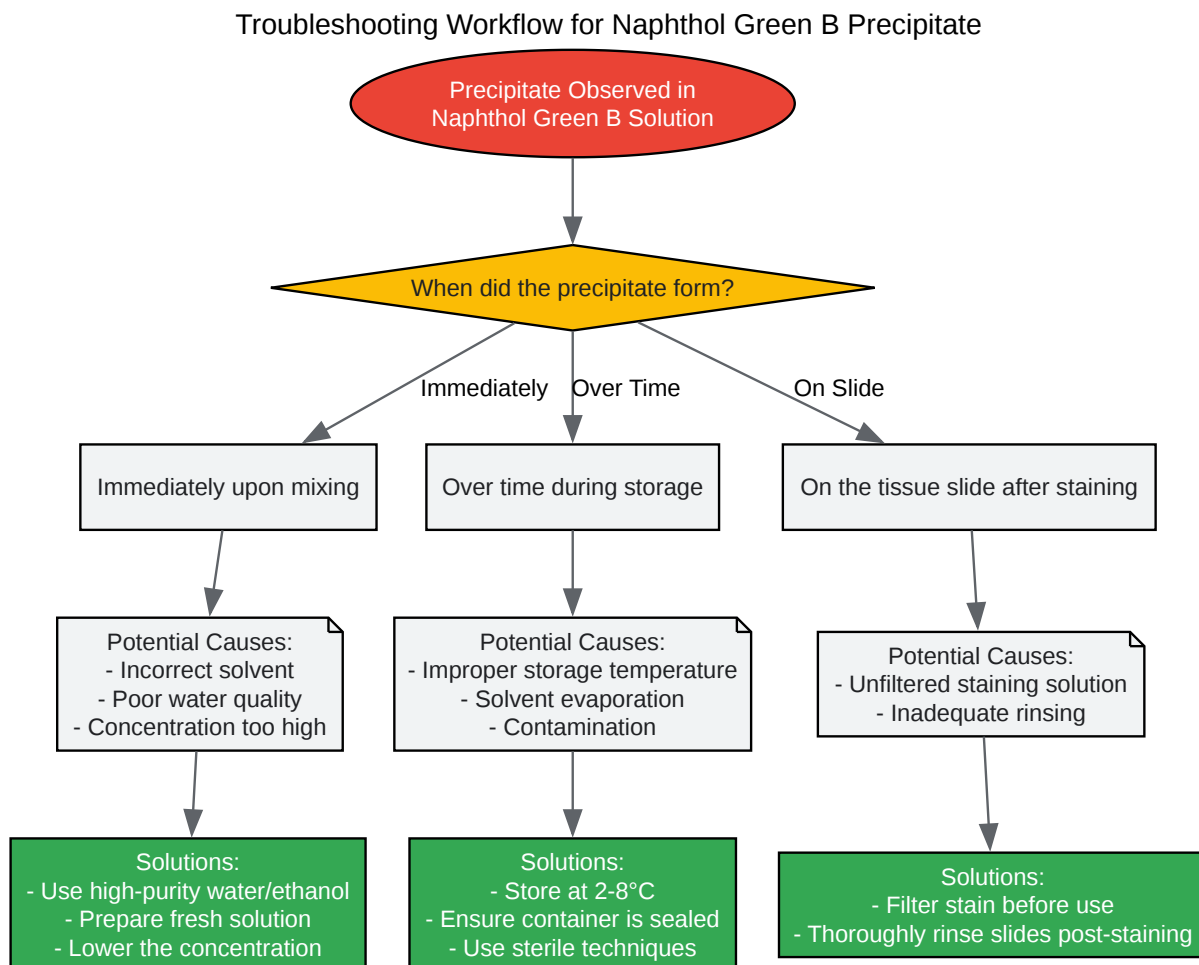 Troubleshooting Workflow for Naphthol Green B Precipitate
Precipitate Observed in
Naphthol Green B Solution
When did the precipitate form?
Immediately
Over Time
On Slide
Immediately upon mixing
Over time during storage
On the tissue slide after staining
Potential Causes:
- Incorrect solvent
- Poor water quality
- Concentration too high
Potential Causes:
- Improper storage temperature
- Solvent evaporation
- Contamination
Potential Causes:
- Unfiltered staining solution
- Inadequate rinsing
Solutions:
- Use high-purity water/ethanol
- Prepare fresh solution
- Lower the concentration
Solutions:
- Store at 2-8°C
- Ensure container is sealed
- Use sterile techniques
Solutions:
- Filter stain before use
- Thoroughly rinse slides post-staining